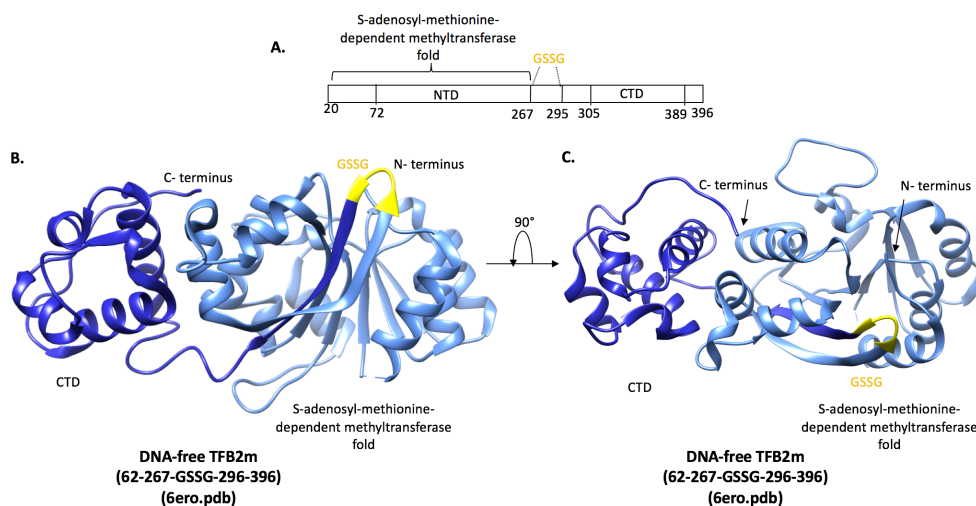 S-adenosyl-methionine-
dependent methyltransferase
fold
A.
GSSG
NTD
CTD
20
72
267
295
305
389
396
B.
C- terminus
GSSG
N- terminus
CTD
S-adenosyl-methionine-
dependent methyltransferase
fold
DNA-free TFB2m
(62-267-GSSG-296-396)
(6ero.pdb)
90°
C.
C- terminus
N- terminus
CTD
GSSG
S-adenosyl-methionine-
dependent methyltransferase
fold
DNA-free TFB2m
(62-267-GSSG-296-396)
(6ero.pdb)